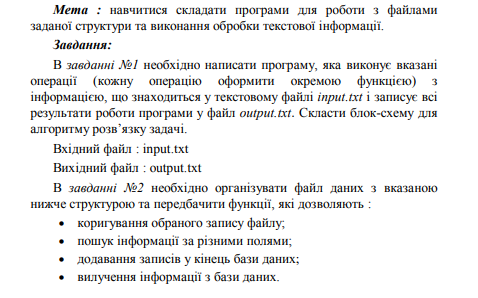 Мета : навчитися складати програми для роботи з файлами
заданої структури та виконання обробки текстової інформації.
Завдання:
В завданні №1 необхідно написати програму, яка виконує вказані
операції (кожну операцію оформити окремою функцією) з
інформацією, що знаходиться у текстовому файлі input.txt і записує всі
результати роботи програми у файл output.txt. Скласти блок-схему для
алгоритму розв’язку задачі.
Вхідний файл : input.txt
Вихідний файл : output.txt
В завданні №2 необхідно організувати файл даних з вказаною
нижче структурою та передбачити функції, які дозволяють :
• коригування обраного запису файлу;
• пошук інформації за різними полями;
• додавання записів у кінець бази даних;
• вилучення інформації з бази даних.